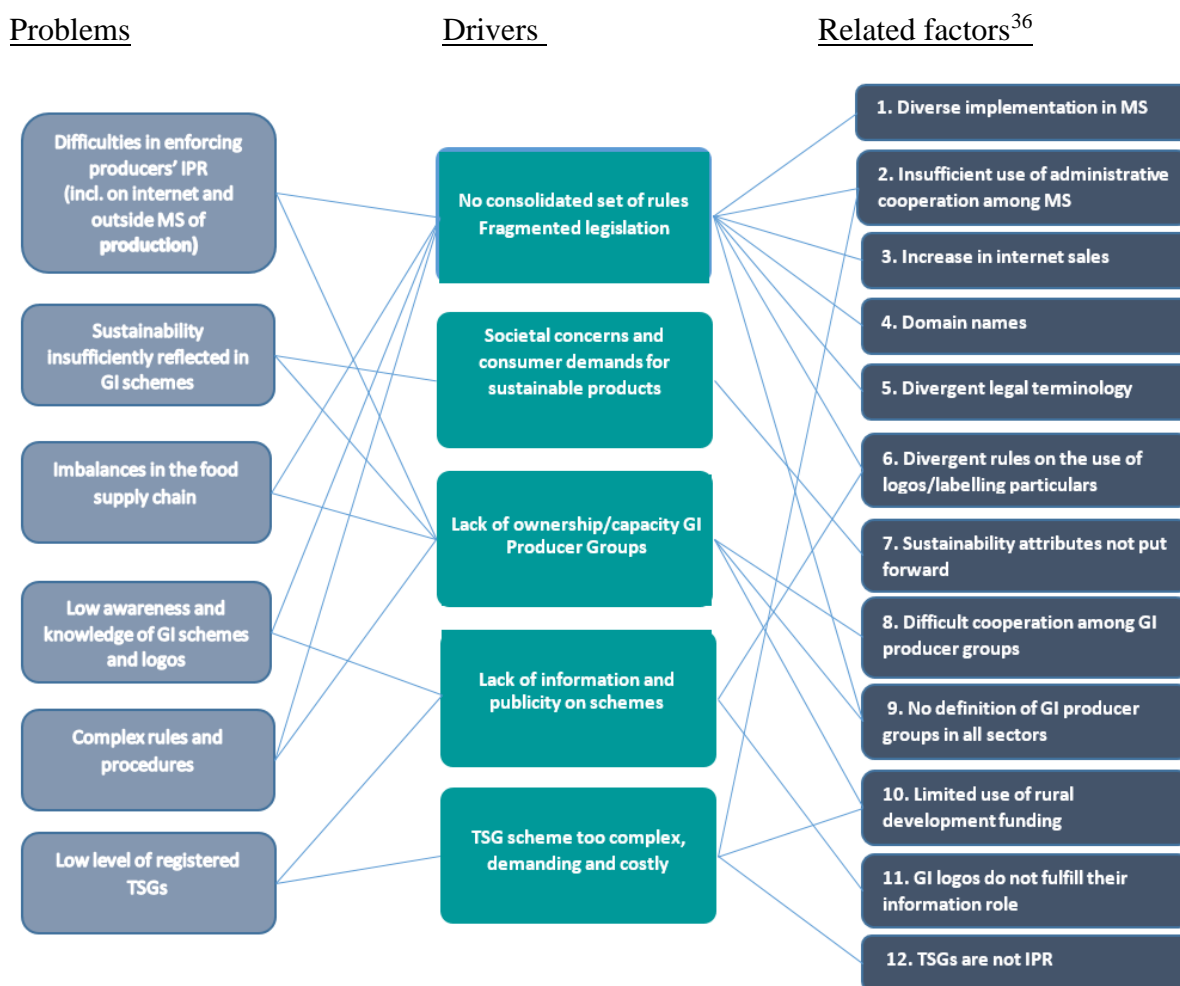 Problems
Drivers
Related factors36
Difficulties in enforcing
producers' IPR
(incl. on internet and
outside MS of
production)
Sustainability
insufficiently reflected in
GI schemes
Imbalances in the food
supply chain
Low awareness and
knowledge of GI schemes
and logos
Complex rules and
procedures
Low level of registered
TSGs
No consolidated set of rules
Fragmented legislation
Societal concerns and
consumer demands for
sustainable products
Lack of ownership/capacity GI
Producer Groups
Lack of information and
publicity on schemes
TSG scheme too complex,
demanding and costly
1. Diverse implementation in MS
2. Insufficient use of administrative
cooperation among MS
3. Increase in internet sales
4. Domain names
5. Divergent legal terminology
6. Divergent rules on the use of
logos/labelling particulars
7. Sustainability attributes not put
forward
8. Difficult cooperation among GI
producer groups
9. No definition of GI producer
groups in all sectors
10. Limited use of rural
development funding
11. GI logos do not fulfill their
information role
12. TSGs are not IPR